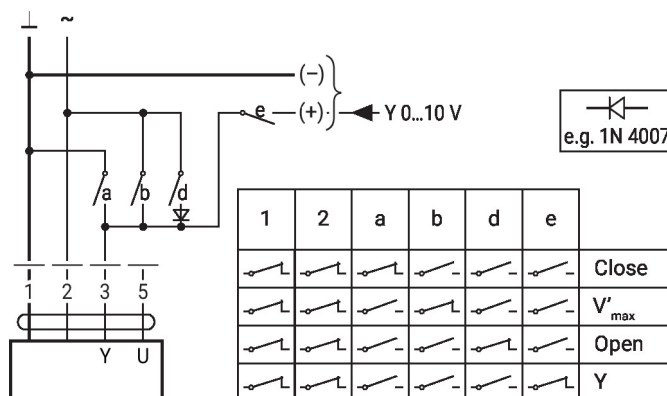 ⊥ ~
(–)
e (+) Y 0...10 V
e.g. 1N 4007
a b d
1 2 a b d e
Close
V'max
Open
Y
1 2 3 5
Y U